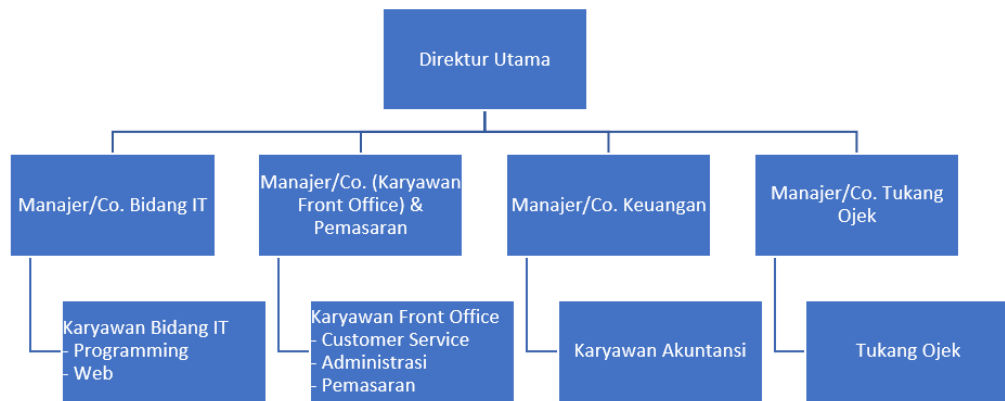 Direktur Utama
Manajer/Co. Bidang IT
Manajer/Co. (Karyawan
Front Office) &
Pemasaran
Manajer/Co. Keuangan
Manajer/Co. Tukang
Ojek
Karyawan Bidang IT
- Programming
- Web
Karyawan Front Office
- Customer Service
- Administrasi
- Pemasaran
Karyawan Akuntansi
Tukang Ojek